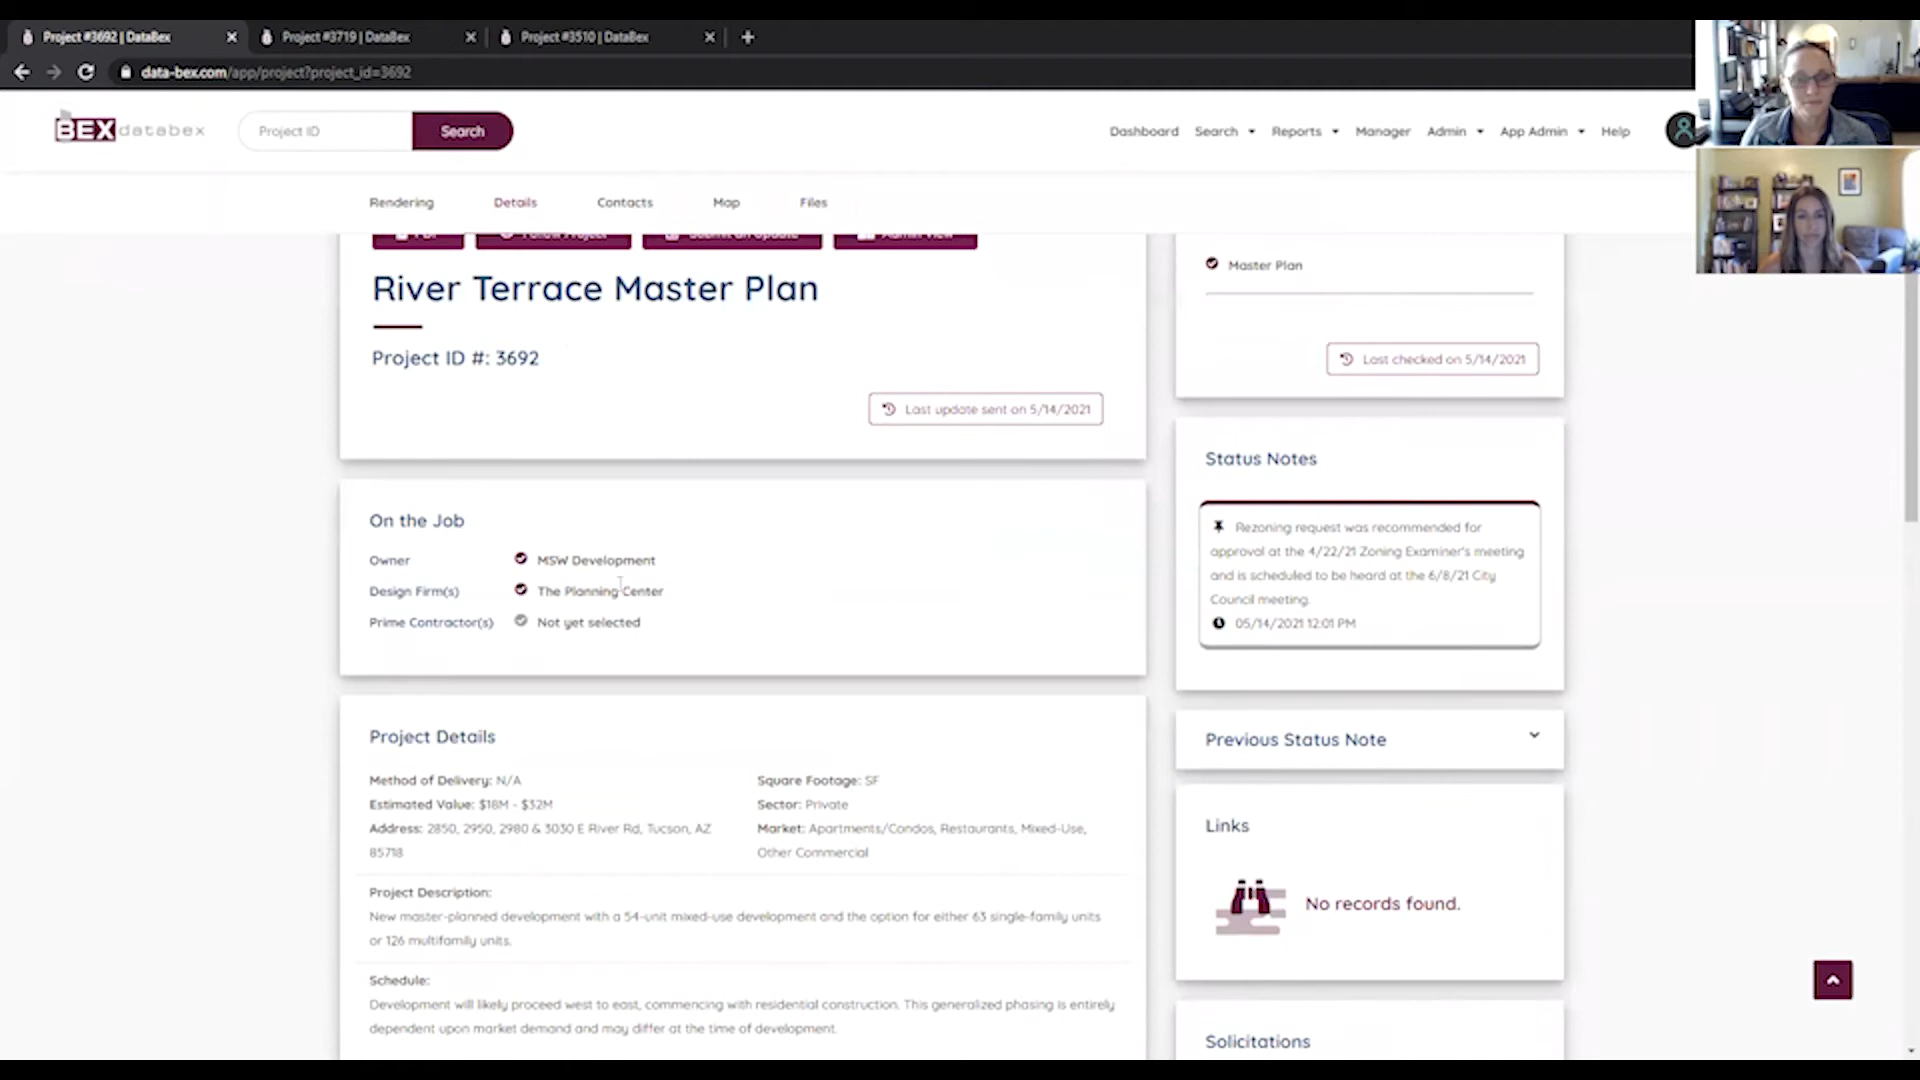 Project #3692 | DataBex
Project #3719 | DataBex
Project #3510 | DataBex
data-bex.com/app/project?project_id=3692
BEX databex
Project ID
Search
Dashboard
Search
Reports
Manager
Admin
App Admin
Help
Rendering
Details
Contacts
Map
Files
River Terrace Master Plan
Project ID #: 3692
Last update sent on 5/14/2021
Master Plan
Last checked on 5/14/2021
On the Job
Owner
MSW Development
Design Firm(s)
The Planning Center
Prime Contractor(s)
Not yet selected
Status Notes
Rezoning request was recommended for
approval at the 4/22/21 Zoning Examiner's meeting
and is scheduled to be heard at the 6/8/21 City
Council meeting.
05/14/2021 12:01 PM
Project Details
Method of Delivery: N/A
Estimated Value: $18M - $32M
Address: 2850, 2950, 2980 & 3030 E River Rd, Tucson, AZ
85718
Square Footage: SF
Sector: Private
Market: Apartments/Condos, Restaurants, Mixed-Use,
Other Commercial
Project Description:
New master-planned development with a 54-unit mixed-use development and the option for either 63 single-family units
or 126 multifamily units.
Schedule:
Development will likely proceed west to east, commencing with residential construction. This generalized phasing is entirely
dependent upon market demand and may differ at the time of development.
Previous Status Note
Links
No records found.
Solicitations